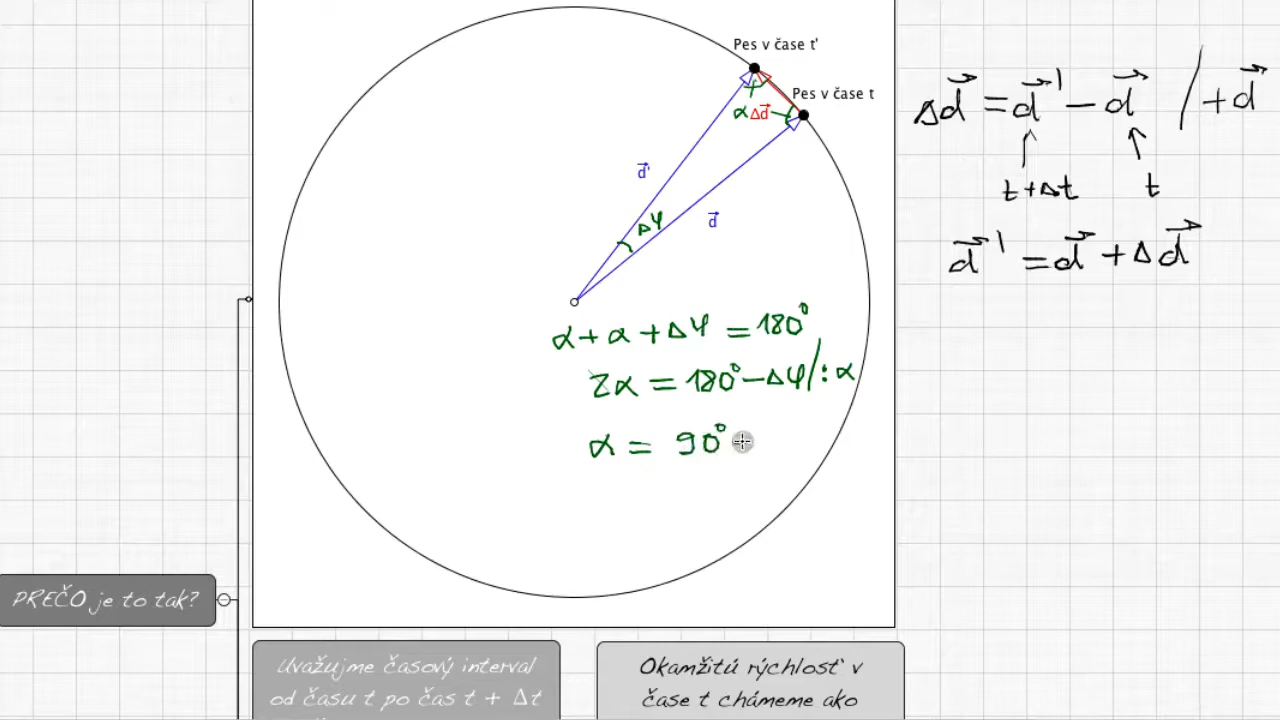 Pes v čase t'
Pes v čase t
α Δd⃗
d⃗'
Δφ
d⃗
α + α + Δφ = 180°
2α = 180° − Δφ /: α
α = 90°
Δd⃗ = d⃗' − d⃗ / + d⃗
t + Δt
t
d⃗' = d⃗ + Δd⃗
PREČO je to tak?
Uvažujme časový interval
od času t po čas t + Δt
Okamžitú rýchlosť v
čase t chámeme ako